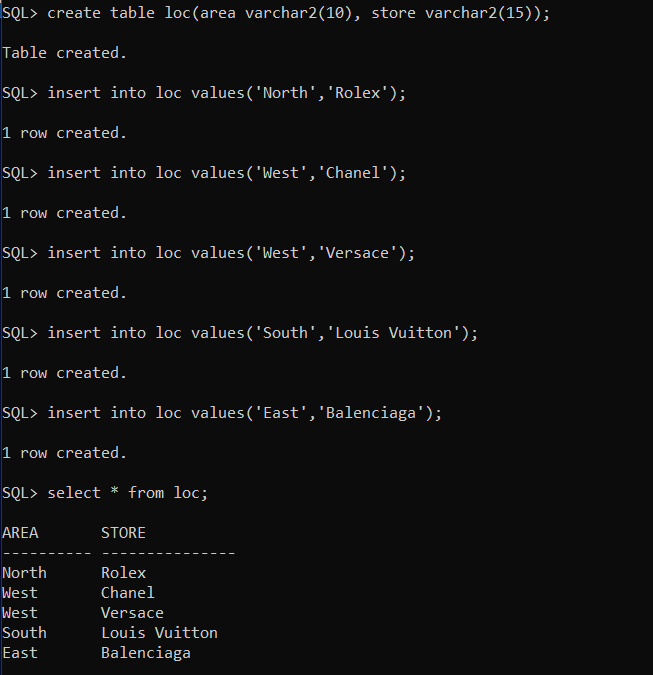 SQL> create table loc(area varchar2(10), store varchar2(15));
Table created.
SQL> insert into loc values('North','Rolex');
1 row created.
SQL> insert into loc values('West','Chanel');
1 row created.
SQL> insert into loc values('West','Versace');
1 row created.
SQL> insert into loc values('South','Louis Vuitton');
1 row created.
SQL> insert into loc values('East','Balenciaga');
1 row created.
SQL> select * from loc;
AREA       STORE
---------- ---------------
North      Rolex
West       Chanel
West       Versace
South      Louis Vuitton
East       Balenciaga